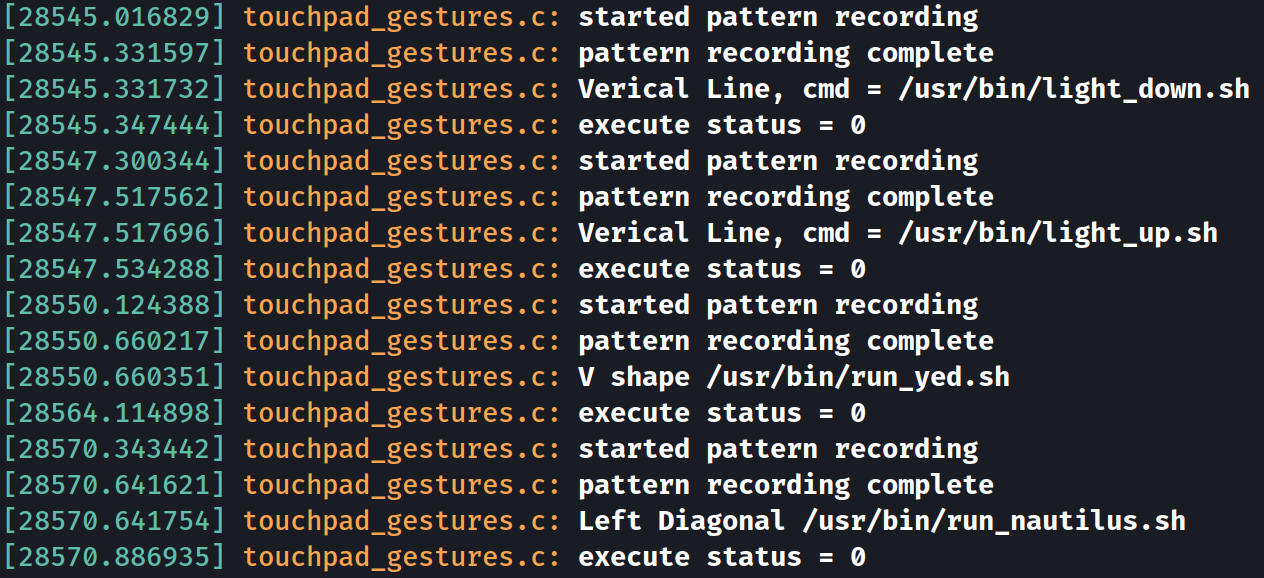 [28545.016829] touchpad_gestures.c: started pattern recording
[28545.331597] touchpad_gestures.c: pattern recording complete
[28545.331732] touchpad_gestures.c: Verical Line, cmd = /usr/bin/light_down.sh
[28545.347444] touchpad_gestures.c: execute status = 0
[28547.300344] touchpad_gestures.c: started pattern recording
[28547.517562] touchpad_gestures.c: pattern recording complete
[28547.517696] touchpad_gestures.c: Verical Line, cmd = /usr/bin/light_up.sh
[28547.534288] touchpad_gestures.c: execute status = 0
[28550.124388] touchpad_gestures.c: started pattern recording
[28550.660217] touchpad_gestures.c: pattern recording complete
[28550.660351] touchpad_gestures.c: V shape /usr/bin/run_yed.sh
[28564.114898] touchpad_gestures.c: execute status = 0
[28570.343442] touchpad_gestures.c: started pattern recording
[28570.641621] touchpad_gestures.c: pattern recording complete
[28570.641754] touchpad_gestures.c: Left Diagonal /usr/bin/run_nautilus.sh
[28570.886935] touchpad_gestures.c: execute status = 0